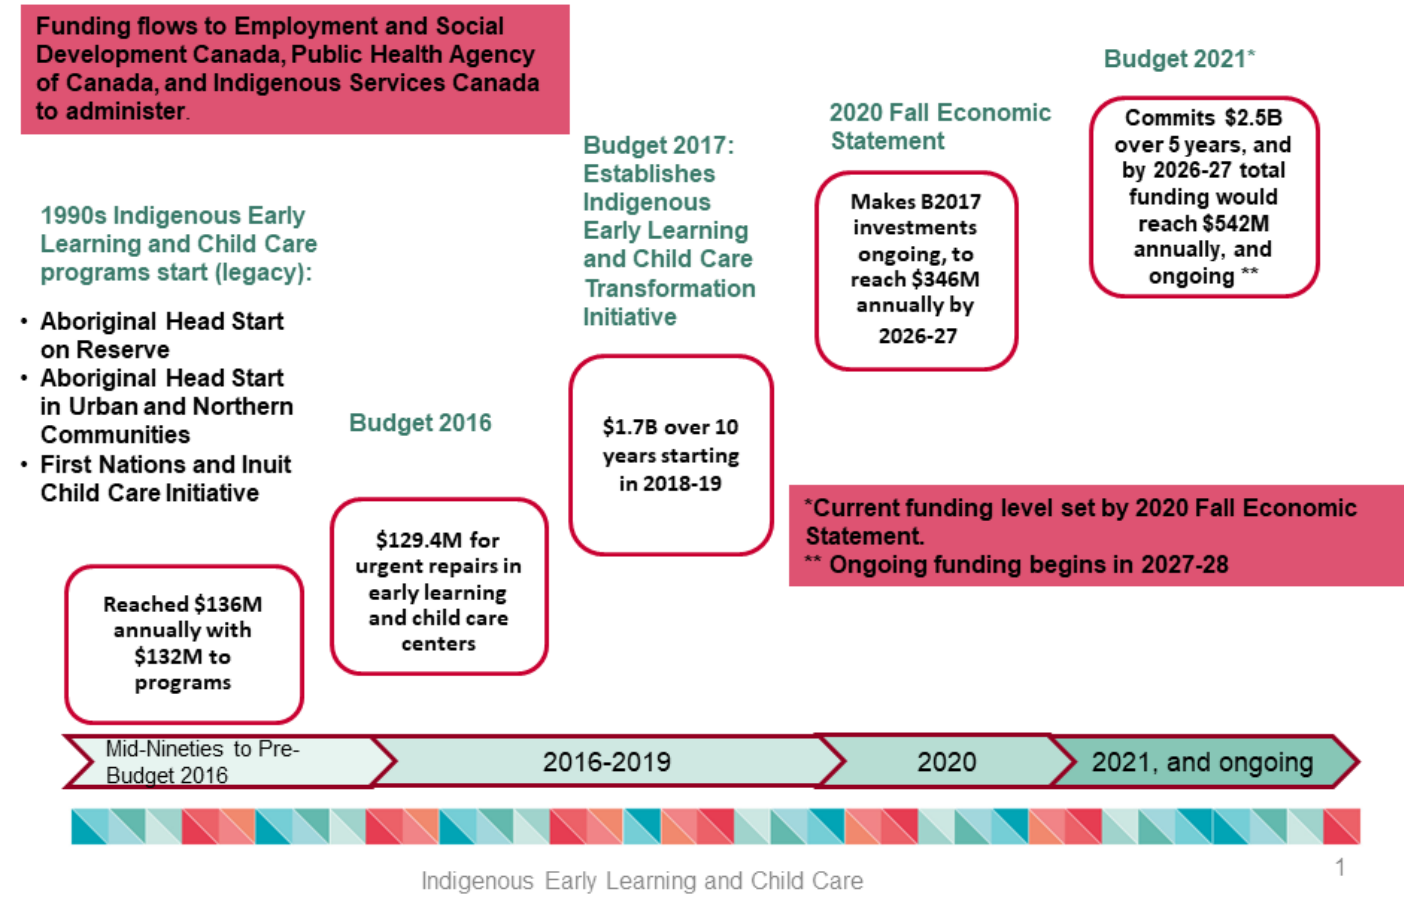 Funding flows to Employment and Social
Development Canada, Public Health Agency
of Canada, and Indigenous Services Canada
to administer.
1990s Indigenous Early
Learning and Child Care
programs start (legacy):
• Aboriginal Head Start
on Reserve
• Aboriginal Head Start
in Urban and Northern
Communities
• First Nations and Inuit
Child Care Initiative
Reached $136M
annually with
$132M to
programs
Budget 2016
$129.4M for
urgent repairs in
early learning
and child care
centers
Budget 2017:
Establishes
Indigenous
Early Learning
and Child Care
Transformation
Initiative
$1.7B over 10
years starting
in 2018-19
2020 Fall Economic
Statement
Makes B2017
investments
ongoing, to
reach $346M
annually by
2026-27
Budget 2021*
Commits $2.5B
over 5 years, and
by 2026-27 total
funding would
reach $542M
annually, and
ongoing **
*Current funding level set by 2020 Fall Economic
Statement.
** Ongoing funding begins in 2027-28
Mid-Nineties to Pre-
Budget 2016
2016-2019
2020
2021, and ongoing
Indigenous Early Learning and Child Care
1